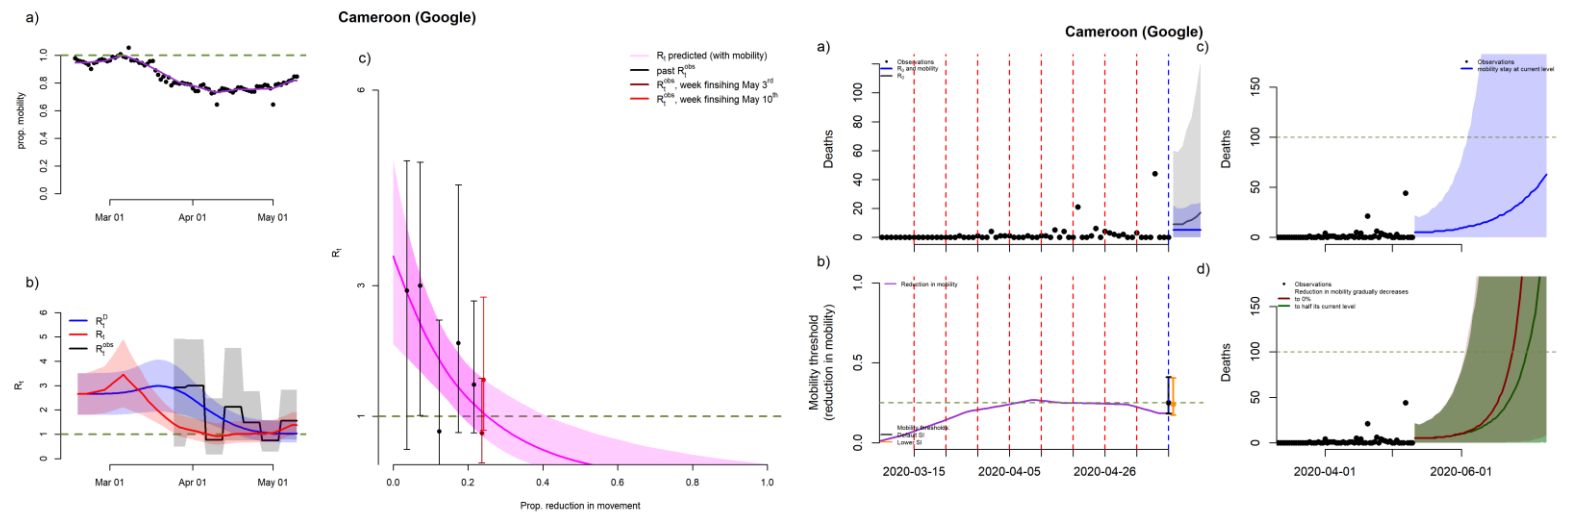 Cameroon (Google)
a)
prop. mobility
1.0
0.8
0.6
0.4
0.2
0.0
Mar 01
Apr 01
May 01
b)
R_t
6
5
4
3
2
1
0
R_t^D
R_t
R_t^obs
Mar 01
Apr 01
May 01
c)
R_t predicted (with mobility)
past R_t^obs
R_t^obs, week finsihing May 3rd
R_t^obs, week finsihing May 10th
R_t
6
3
1
0.0
0.2
0.4
0.6
0.8
1.0
Prop. reduction in movement
Cameroon (Google)
a)
Observations
R_0 and mobility
R_0
Deaths
100
80
60
40
20
0
b)
Reduction in mobility
Mobility threshold
(reduction in mobility)
1.0
0.5
0.0
Mobility thresholds
Default SI
Lower SI
2020-03-15
2020-04-05
2020-04-26
c)
Observations
mobility stay at current level
Deaths
150
100
50
0
d)
Observations
Reduction in mobility gradually decreases
to 0%
to half its current level
Deaths
150
100
50
0
2020-04-01
2020-06-01